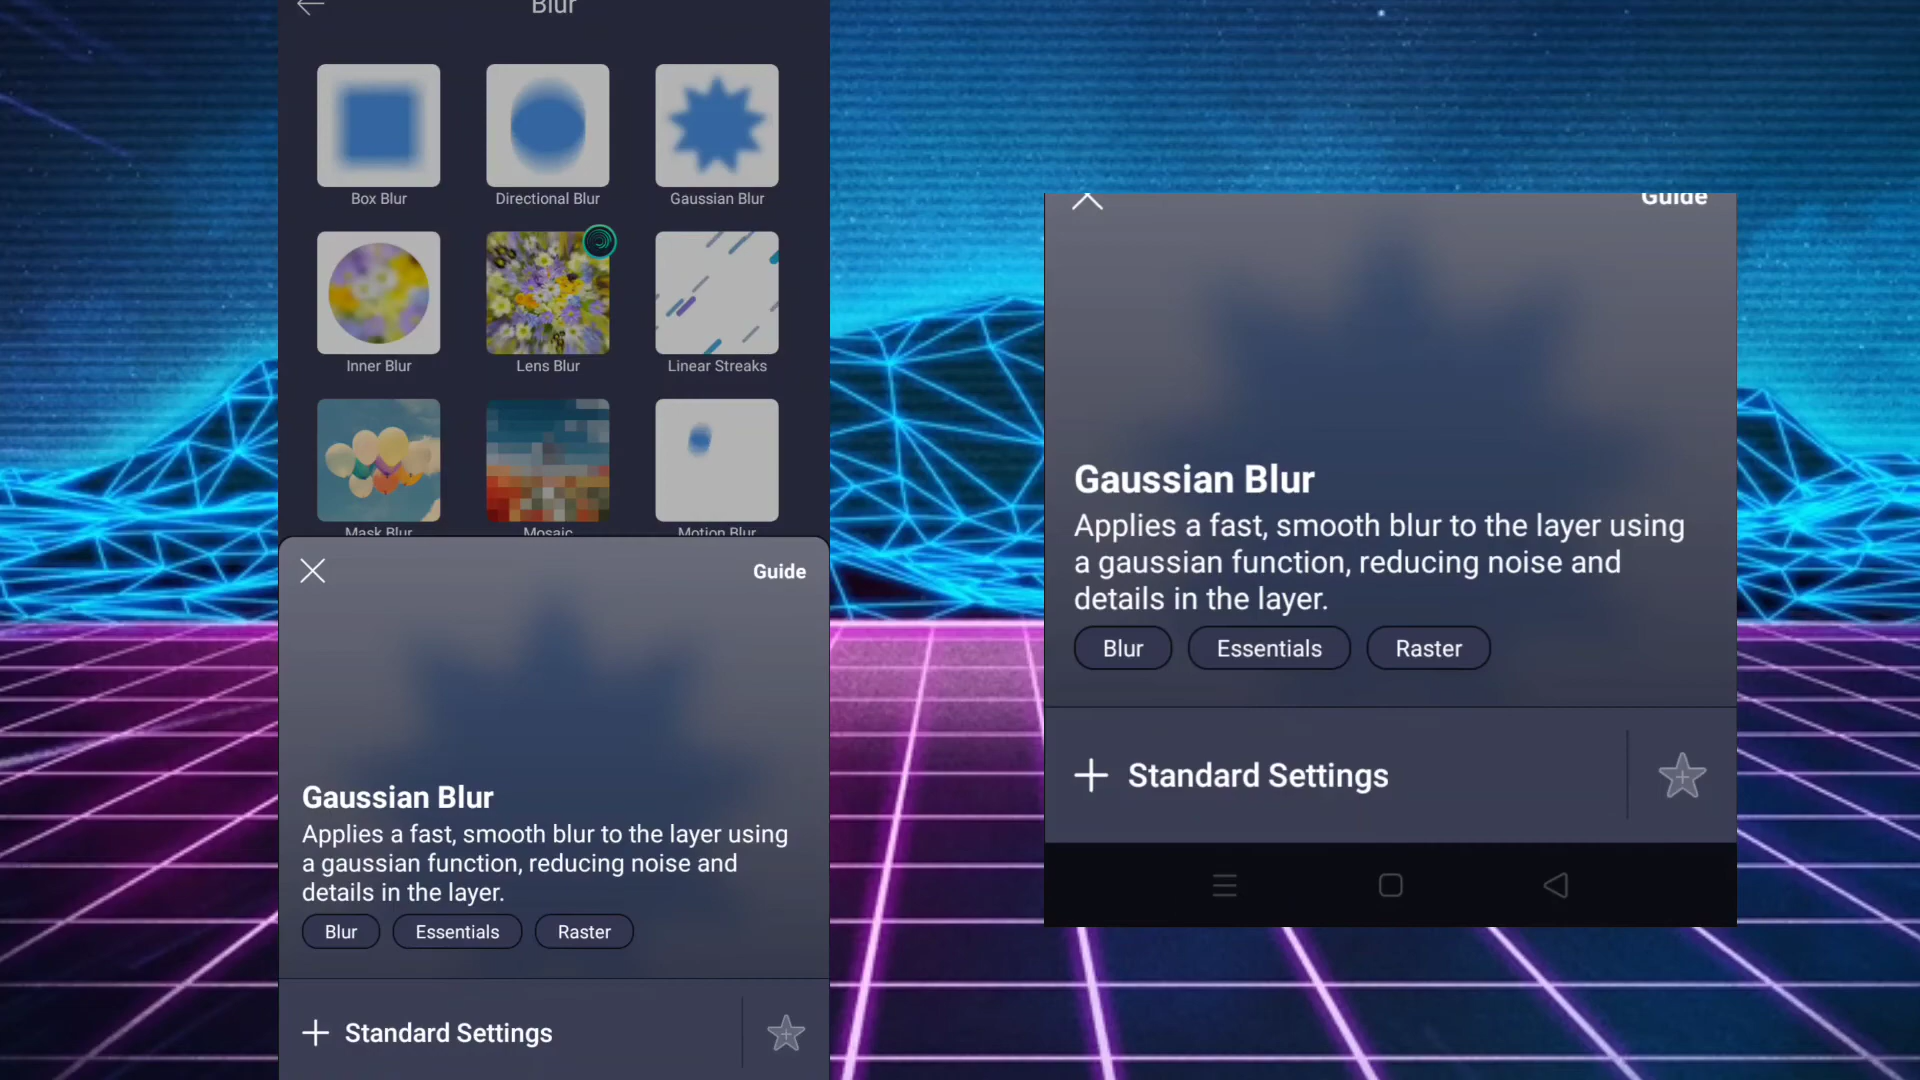 Blur
Box Blur
Directional Blur
Gaussian Blur
Inner Blur
Lens Blur
Linear Streaks
Mask Blur
Mosaic
Motion Blur
Guide
Gaussian Blur
Applies a fast, smooth blur to the layer using
a gaussian function, reducing noise and
details in the layer.
Blur
Essentials
Raster
Standard Settings
Guide
Gaussian Blur
Applies a fast, smooth blur to the layer using
a gaussian function, reducing noise and
details in the layer.
Blur
Essentials
Raster
Standard Settings